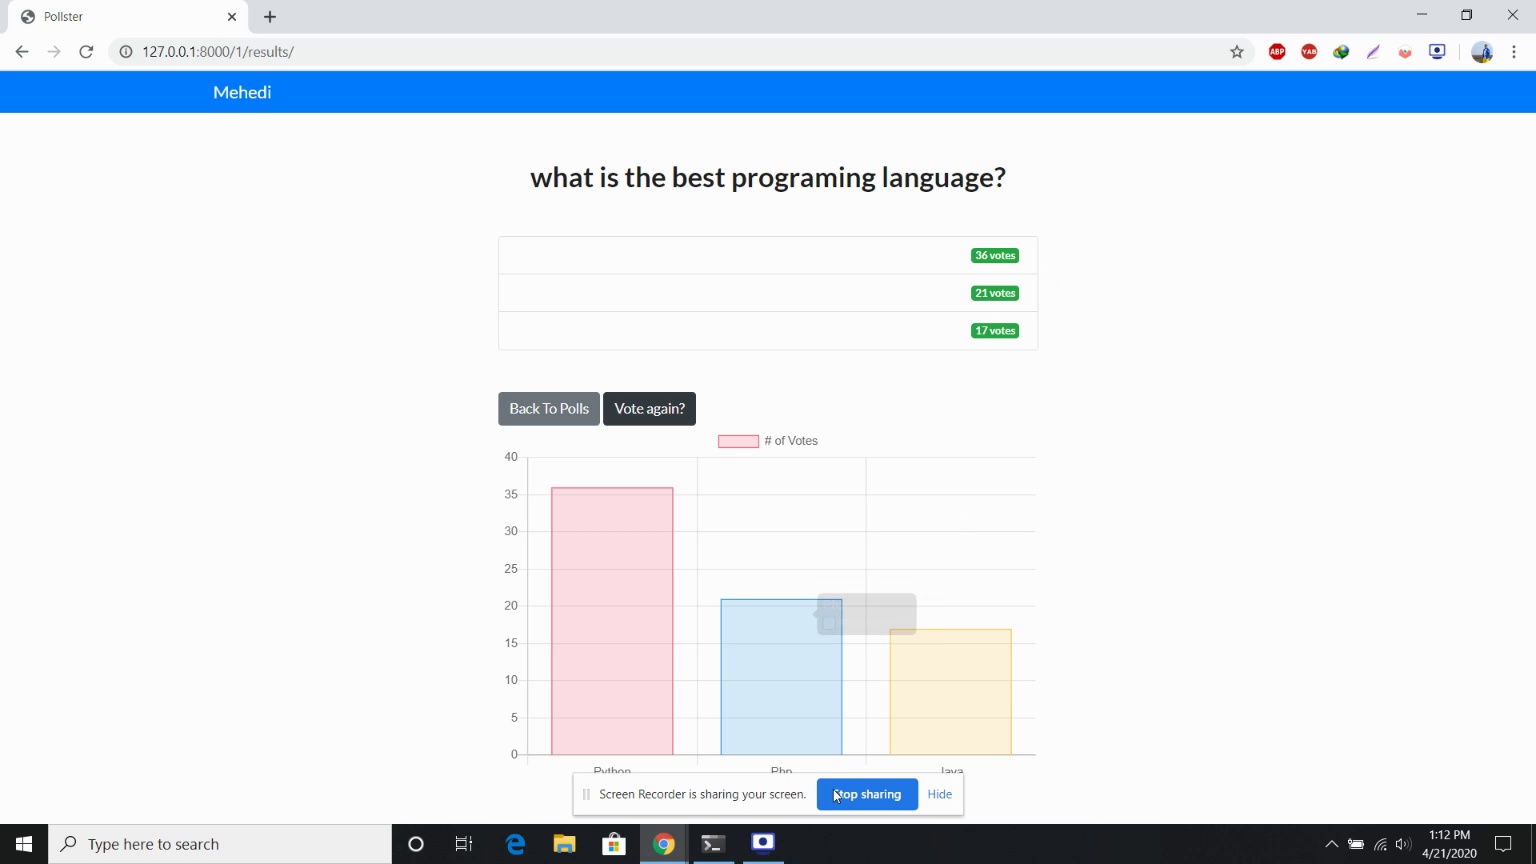 Pollster
127.0.0.1:8000/1/results/
ABP
YAB
Mehedi
what is the best programing language?
36 votes
21 votes
17 votes
Back To Polls
Vote again?
# of Votes
40
35
30
25
20
15
10
5
0
Python
Php
Java
Screen Recorder is sharing your screen.
Stop sharing
Hide
Type here to search
1:12 PM
4/21/2020